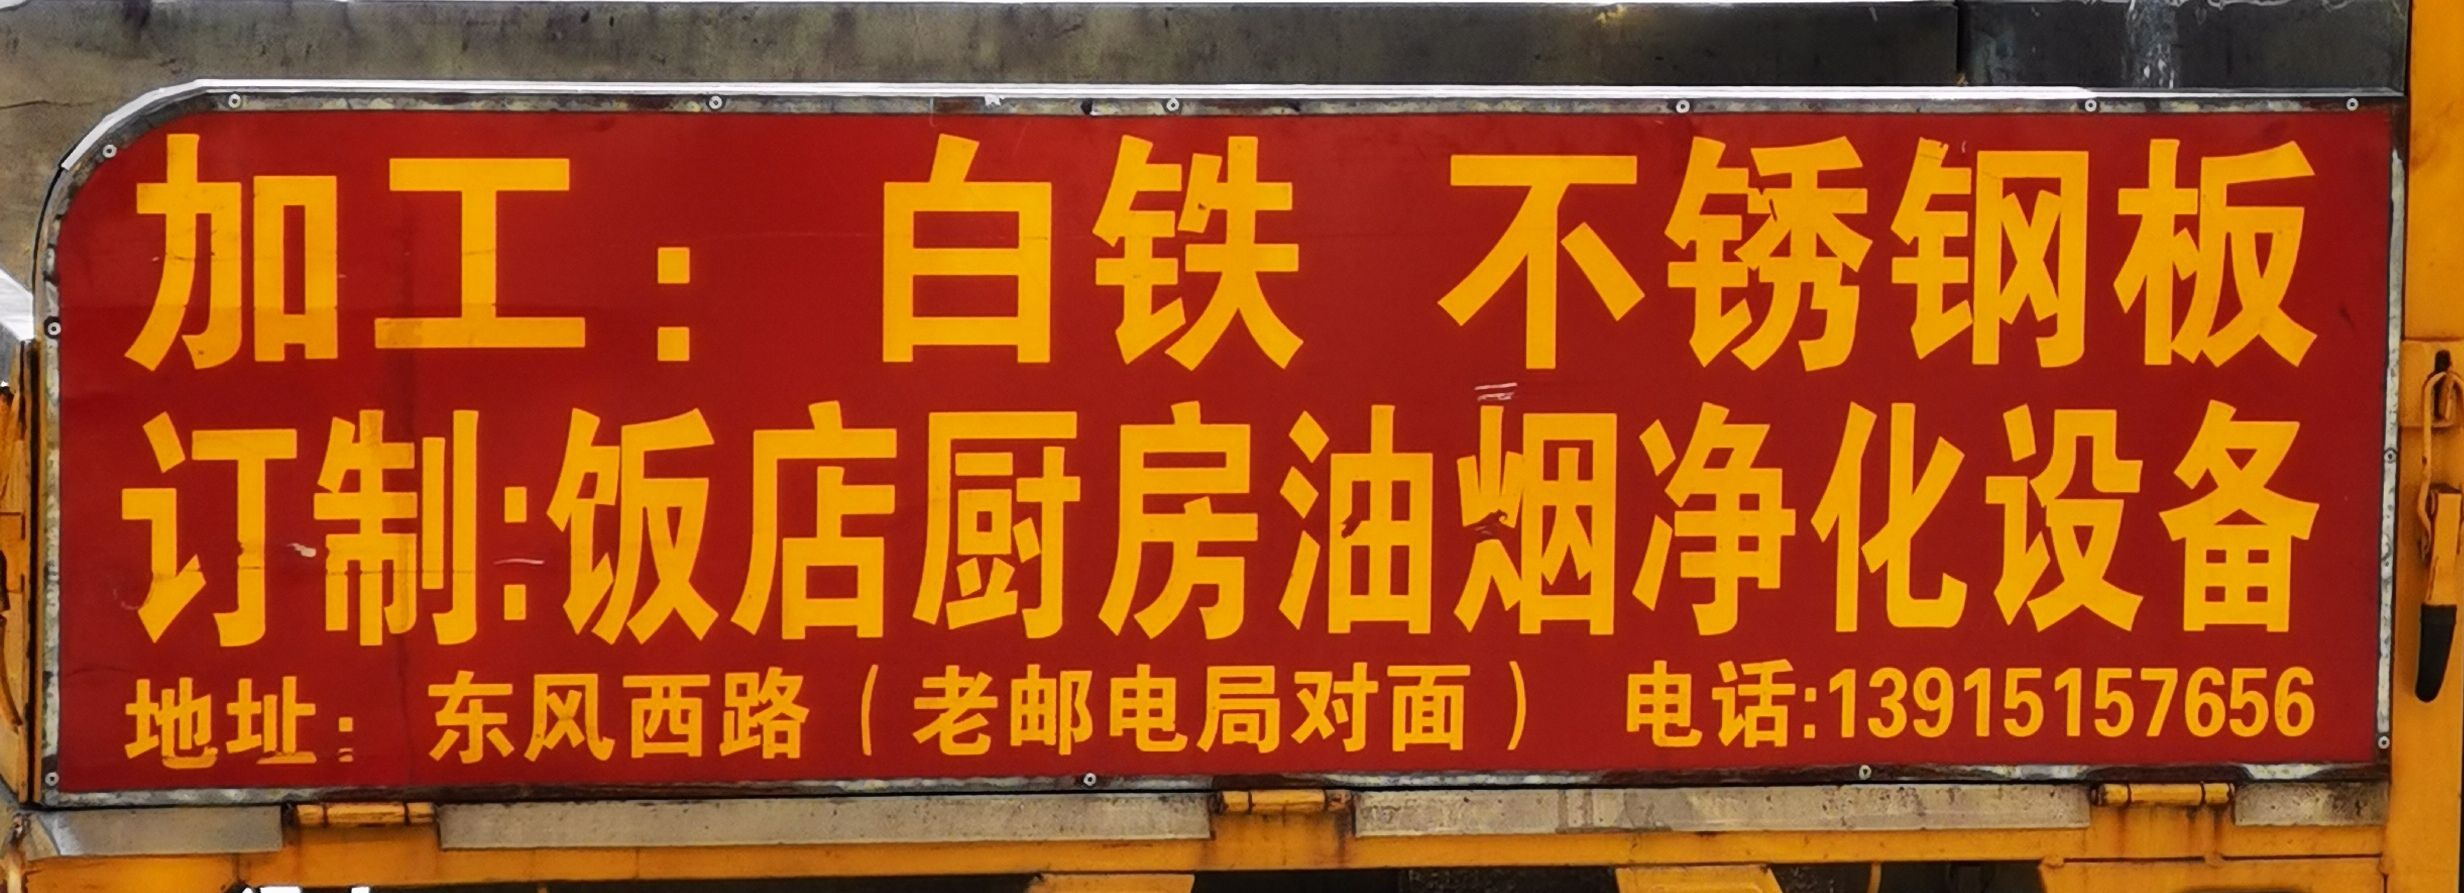 加工：白铁 不锈钢板
订制:饭店厨房油烟净化设备
地址：东风西路（老邮电局对面） 电话:13915157656